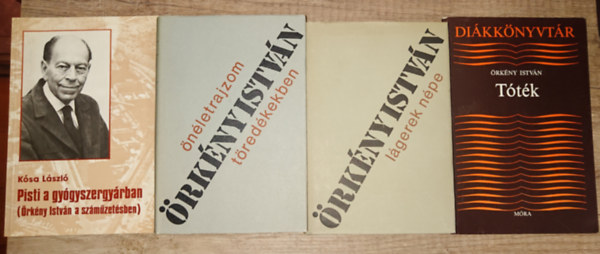 Kósa László
Pisti a gyógyszergyárban
(Örkény István a száműzetésben)
önéletrajzom
töredékekben
ÖRKÉNY ISTVÁN
ÖRKÉNY ISTVÁN
lágerek népe
DIÁKKÖNYVTÁR
ÖRKÉNY ISTVÁN
Tóték
MÓRA